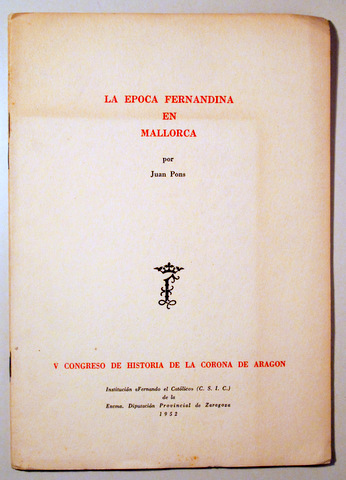 LA EPOCA FERNANDINA
EN
MALLORCA
por
Juan Pons
V CONGRESO DE HISTORIA DE LA CORONA DE ARAGON
Institución «Fernando el Católico» (C. S. I. C.)
de la
Excma. Diputación Provincial de Zaragoza
1952